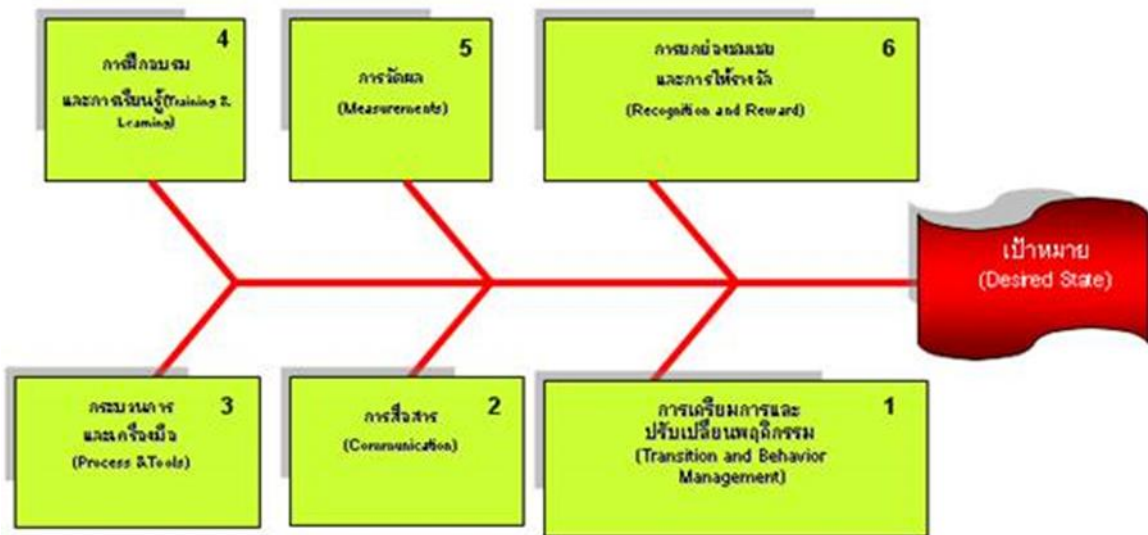 4
การฝึกอบรม
และการเรียนรู้(Training &
Learning)
5
การวัดผล
(Measurements)
6
การยกย่องชมเชย
และการให้รางวัล
(Recognition and Reward)
เป้าหมาย
(Desired State)
กระบวนการ 3
และเครื่องมือ
(Process &Tools)
การสื่อสาร 2
(Communication)
การเตรียมการและ 1
ปรับเปลี่ยนพฤติกรรม
(Transition and Behavior
Management)